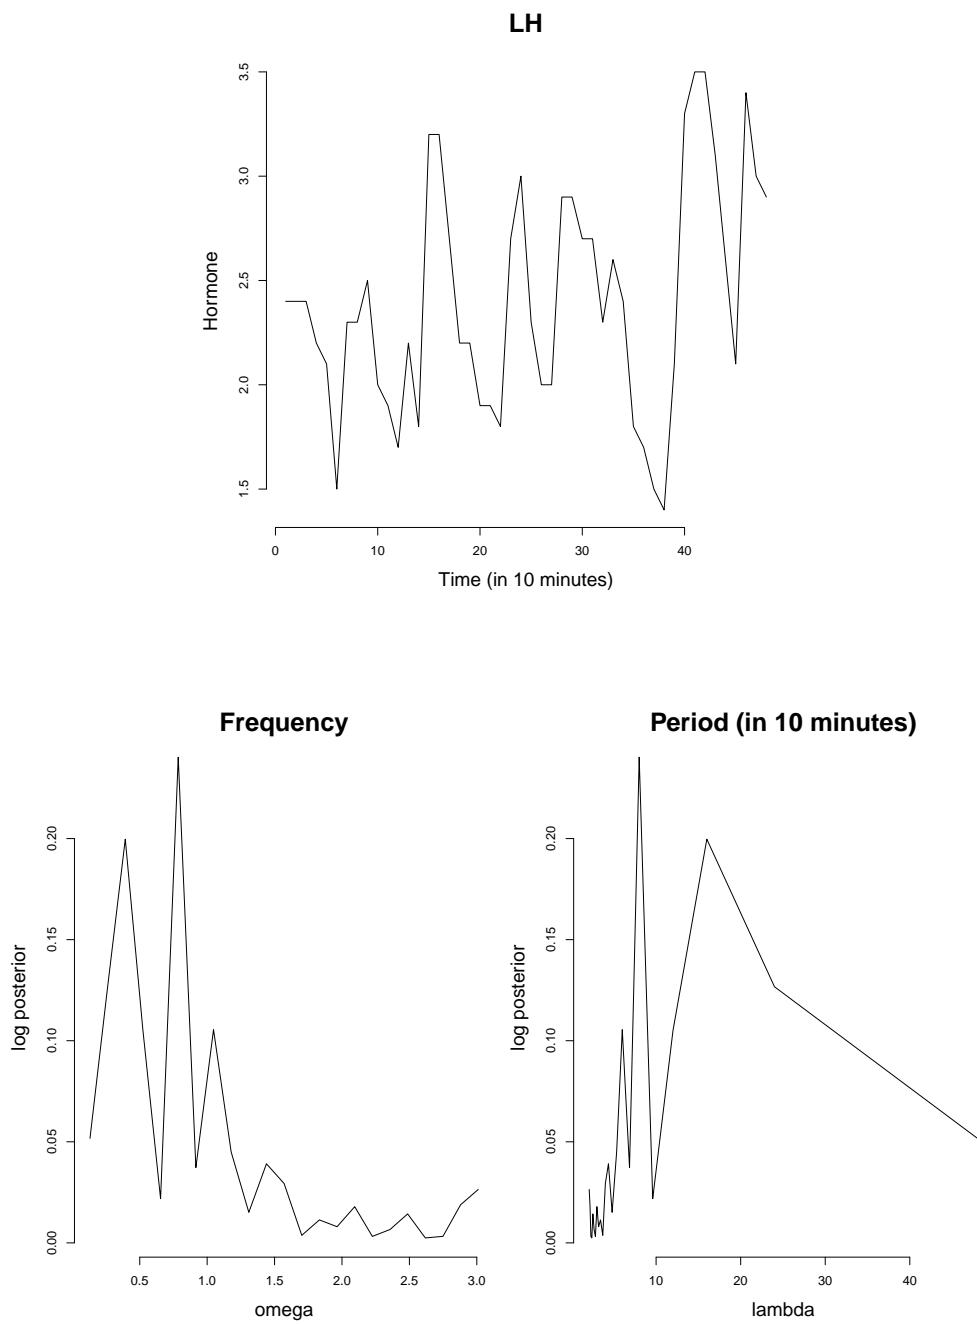 LH
Hormone
3.5
3.0
2.5
2.0
1.5
0 10 20 30 40
Time (in 10 minutes)
Frequency
log posterior
0.20
0.15
0.10
0.05
0.00
0.5 1.0 1.5 2.0 2.5 3.0
omega
Period (in 10 minutes)
log posterior
0.20
0.15
0.10
0.05
0.00
10 20 30 40
lambda